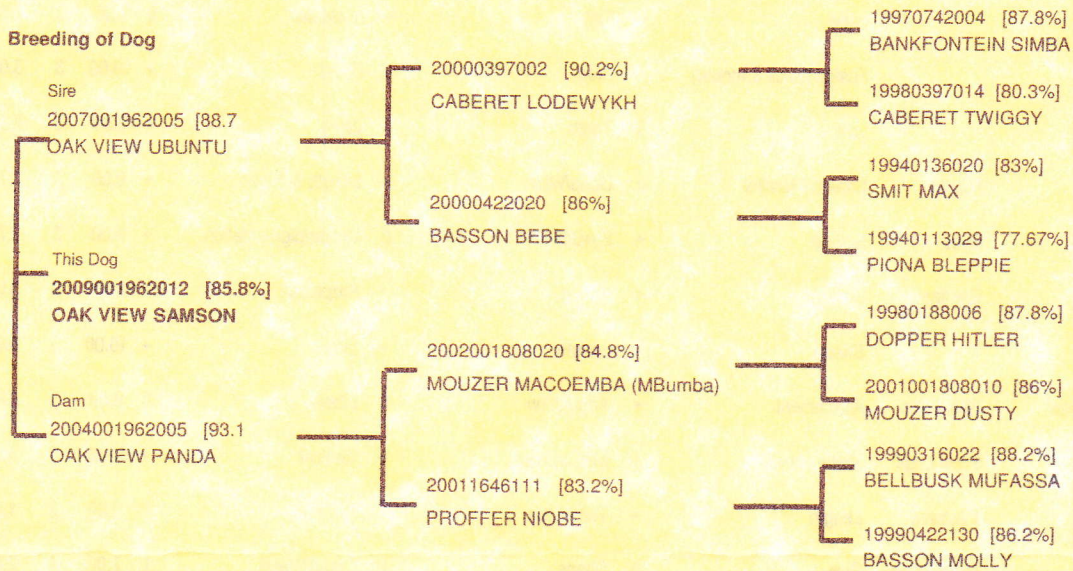 Breeding of Dog
Sire
2007001962005 [88.7
OAK VIEW UBUNTU
This Dog
2009001962012 [85.8%]
OAK VIEW SAMSON
Dam
2004001962005 [93.1
OAK VIEW PANDA
20000397002 [90.2%]
CABERET LODEWYKH
20000422020 [86%]
BASSON BEBE
2002001808020 [84.8%]
MOUZER MACOEMBA (MBumba)
20011646111 [83.2%]
PROFFER NIOBE
19970742004 [87.8%]
BANKFONTEIN SIMBA
19980397014 [80.3%]
CABERET TWIGGY
19940136020 [83%]
SMIT MAX
19940113029 [77.67%]
PIONA BLEPPIE
19980188006 [87.8%]
DOPPER HITLER
2001001808010 [86%]
MOUZER DUSTY
19990316022 [88.2%]
BELLBUSK MUFASSA
19990422130 [86.2%]
BASSON MOLLY